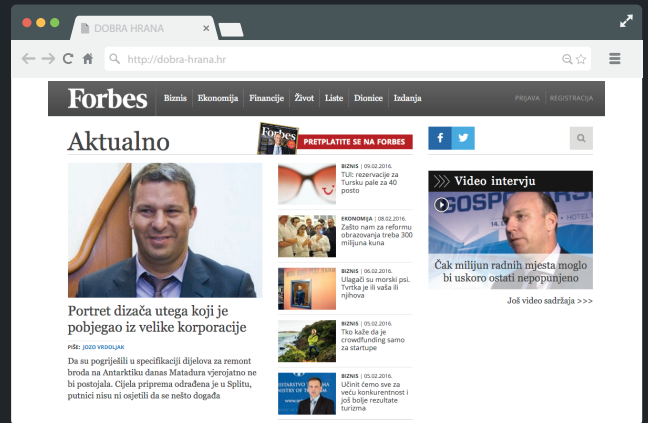 DOBRA HRANA
http://dobra-hrana.hr
Forbes
Biznis
Ekonomija
Financije
Život
Liste
Dionice
Izdanja
PRIJAVA
REGISTRACIJA
Aktualno
Forbes
PRETPLATITE SE NA FORBES
Portret dizača utega koji je
pobjegao iz velike korporacije
PIŠE: JOZO VRDOLJAK
Da su pogriješili u specifikaciji dijelova za remont
broda na Antarktiku danas Matadura vjerojatno ne
bi postojala. Cijela priprema odrađena je u Splitu,
putnici nisu ni osjetili da se nešto događa
BIZNIS | 09.02.2016.
TUI: rezervacije za
Tursku pale za 40
posto
EKONOMIJA | 08.02.2016.
Zašto nam za reformu
obrazovanja treba 300
milijuna kuna
BIZNIS | 06.02.2016.
Ulagači su morski psi.
Tvrtka je ili vaša ili
njihova
BIZNIS | 05.02.2016.
Tko kaže da je
crowdfunding samo
za startupe
BIZNIS | 05.02.2016.
Učinit ćemo sve za
veću konkurentnost i
još bolje rezultate
turizma
f
Video intervju
Čak milijun radnih mjesta moglo
bi uskoro ostati nepopunjeno
Još video sadržaja >>>